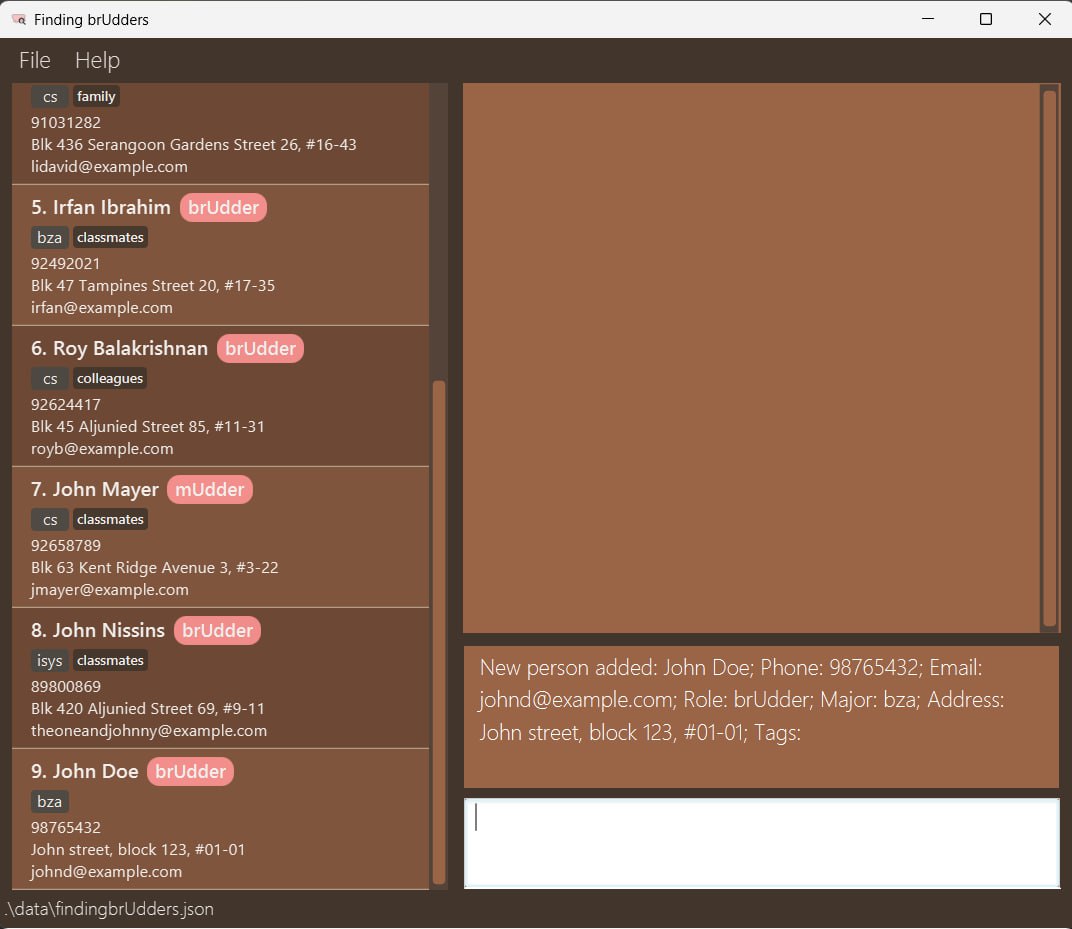 Finding brUdders
File Help
cs family
91031282
Blk 436 Serangoon Gardens Street 26, #16-43
lidavid@example.com
5. Irfan Ibrahim brUdder
bza classmates
92492021
Blk 47 Tampines Street 20, #17-35
irfan@example.com
6. Roy Balakrishnan brUdder
cs colleagues
92624417
Blk 45 Aljunied Street 85, #11-31
royb@example.com
7. John Mayer mUdder
cs classmates
92658789
Blk 63 Kent Ridge Avenue 3, #3-22
jmayer@example.com
8. John Nissins brUdder
isys classmates
89800869
Blk 420 Aljunied Street 69, #9-11
theoneandjohnny@example.com
9. John Doe brUdder
bza
98765432
John street, block 123, #01-01
johnd@example.com
New person added: John Doe; Phone: 98765432; Email:
johnd@example.com; Role: brUdder; Major: bza; Address:
John street, block 123, #01-01; Tags:
.\data\findingbrUdders.json